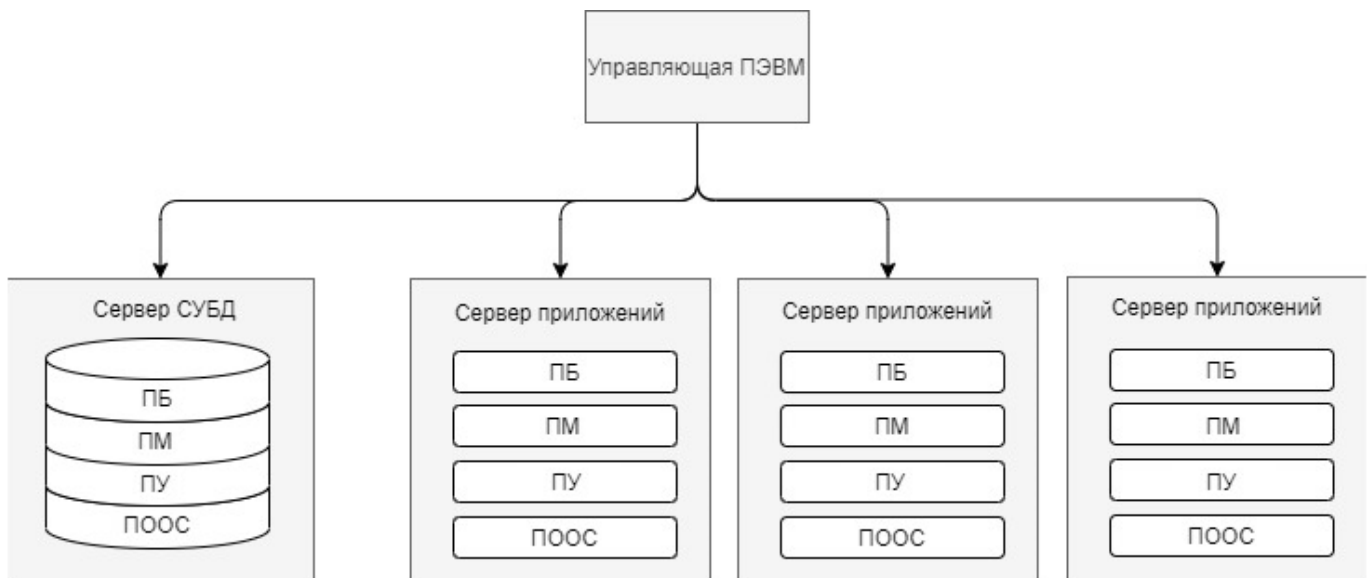 Управляющая ПЭВМ
Сервер СУБД
ПБ
ПМ
ПУ
ПООС
Сервер приложений
ПБ
ПМ
ПУ
ПООС
Сервер приложений
ПБ
ПМ
ПУ
ПООС
Сервер приложений
ПБ
ПМ
ПУ
ПООС